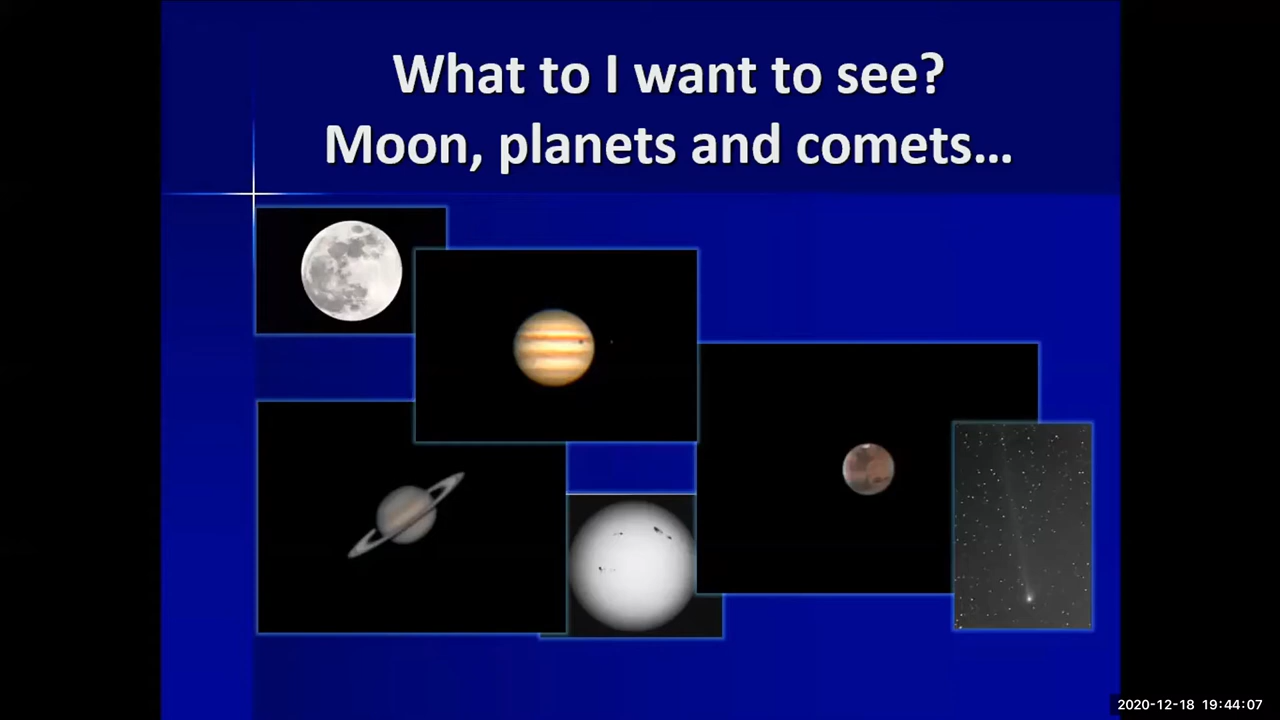 What to I want to see?
Moon, planets and comets...
2020-12-18 19:44:07